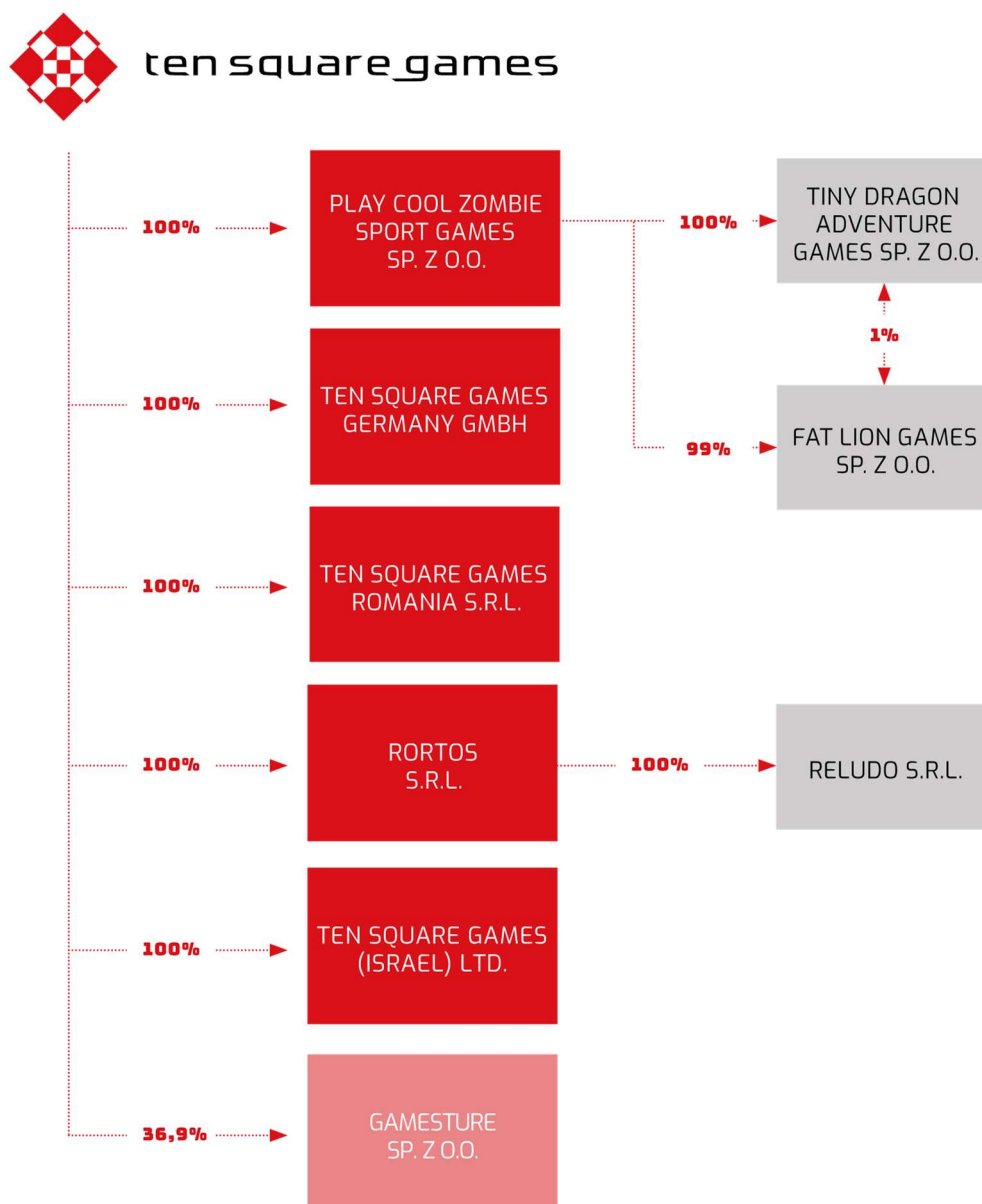 ten square games
100%
PLAY COOL ZOMBIE
SPORT GAMES
SP. Z O.O.
100%
TINY DRAGON
ADVENTURE
GAMES SP. Z O.O.
1%
99%
FAT LION GAMES
SP. Z O.O.
100%
TEN SQUARE GAMES
GERMANY GMBH
100%
TEN SQUARE GAMES
ROMANIA S.R.L.
100%
RORTOS
S.R.L.
100%
RELUDO S.R.L.
100%
TEN SQUARE GAMES
(ISRAEL) LTD.
36,9%
GAMESTURE
SP. Z O.O.